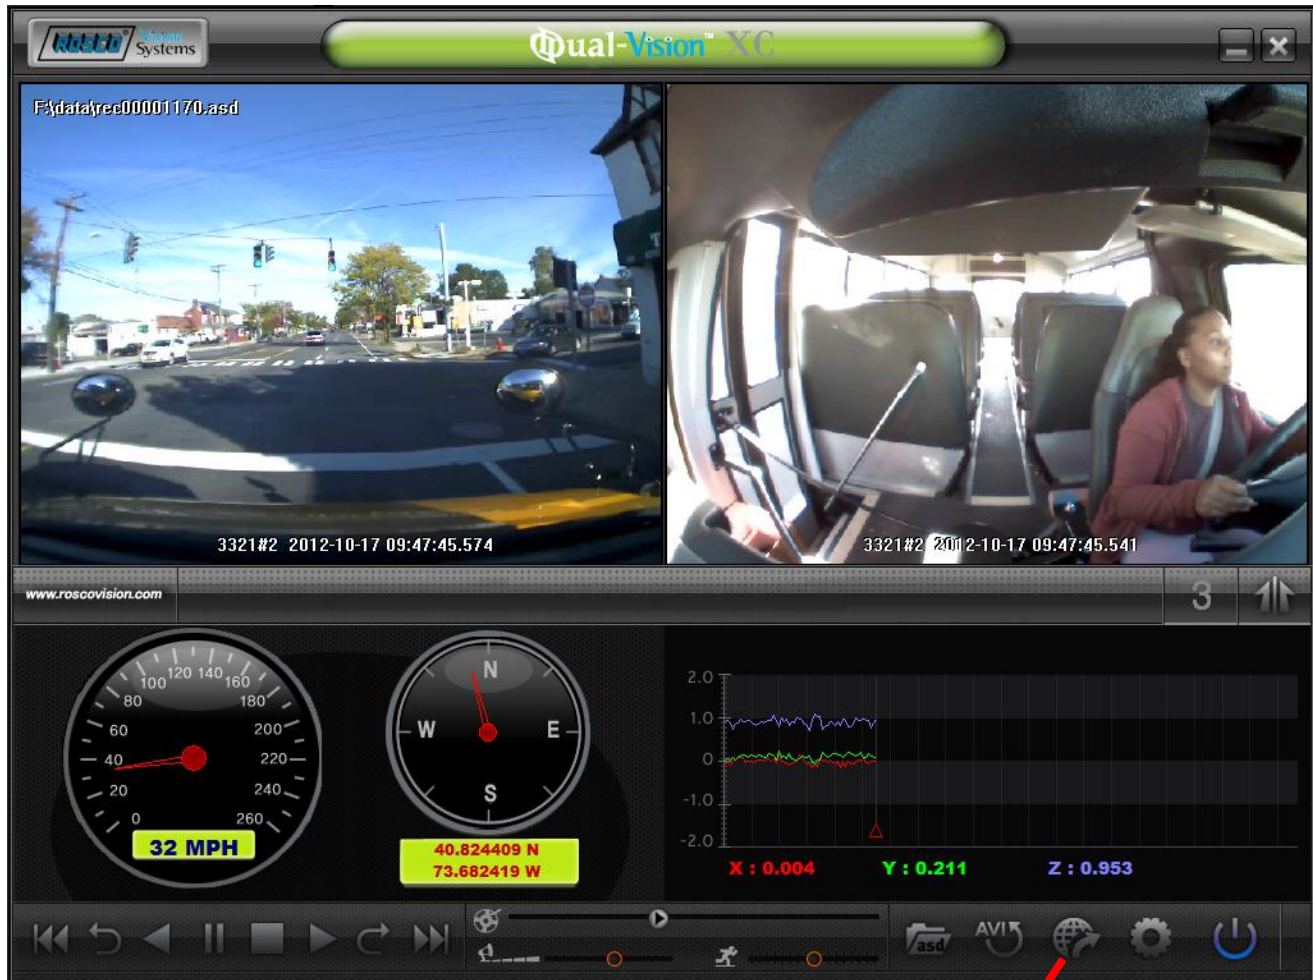 ROSCO Vision Systems
Dual-Vision™ XC
F:\data\rec00001170.asd
3321#2 2012-10-17 09:47:45.574
3321#2 2012-10-17 09:47:45.541
www.roscovision.com
3
0
20
40
60
80
100
120
140
160
180
200
220
240
260
32 MPH
N
W
E
S
40.824409 N
73.682419 W
2.0
1.0
0
-1.0
-2.0
X : 0.004 Y : 0.211 Z : 0.953
asd
AVI